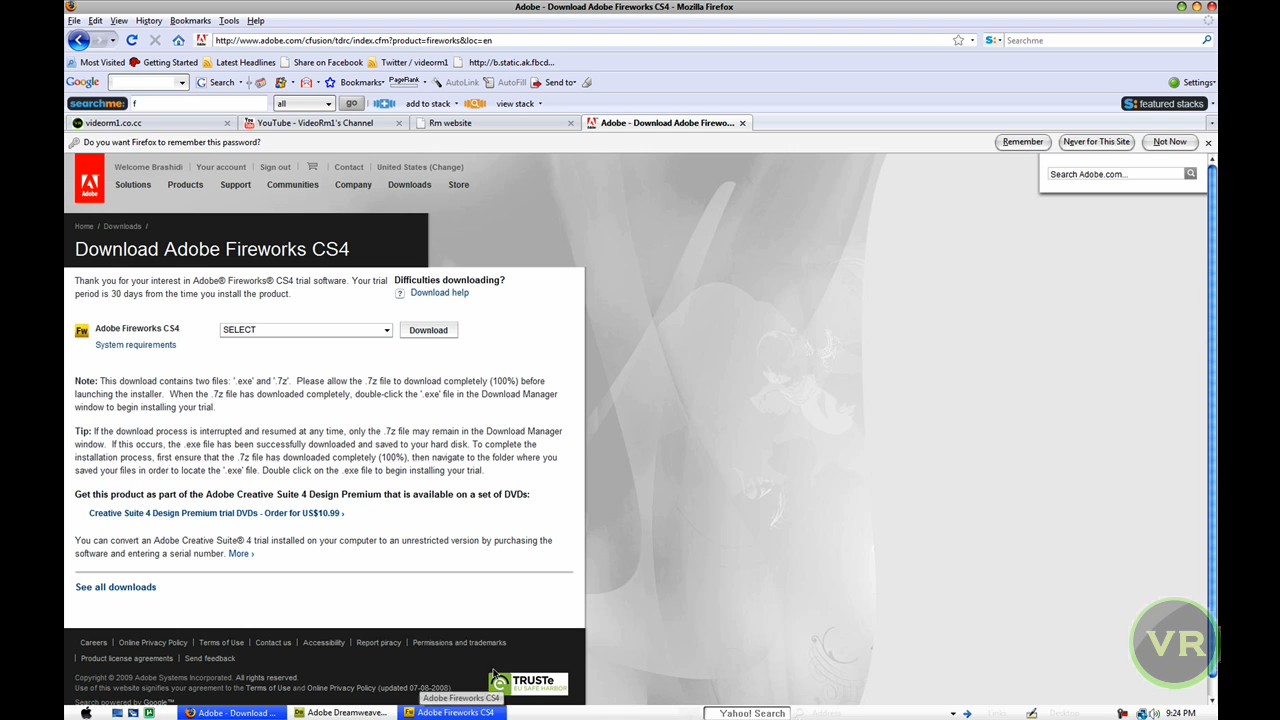 Adobe - Download Adobe Fireworks CS4 - Mozilla Firefox
File Edit View History Bookmarks Tools Help
http://www.adobe.com/cfusion/tdrc/index.cfm?product=fireworks&loc=en
Searchme
Most Visited Getting Started Latest Headlines Share on Facebook Twitter / videorm1 http://b.static.ak.fbcd...
Google Search Bookmarks PageRank AutoLink AutoFill Send to Settings
searchme: f all go add to stack view stack featured stacks
videorm1.co.cc YouTube - VideoRm1's Channel Rm website Adobe - Download Adobe Firewo...
Do you want Firefox to remember this password? Remember Never for This Site Not Now
Welcome Brashidi Your account Sign out Contact United States (Change)
Search Adobe.com...
Adobe
Solutions Products Support Communities Company Downloads Store
Home / Downloads /
Download Adobe Fireworks CS4
Thank you for your interest in Adobe® Fireworks® CS4 trial software. Your trial
period is 30 days from the time you install the product.
Difficulties downloading?
? Download help
Fw Adobe Fireworks CS4 SELECT Download
System requirements
Note: This download contains two files: '.exe' and '.7z'. Please allow the .7z file to download completely (100%) before
launching the installer. When the .7z file has downloaded completely, double-click the '.exe' file in the Download Manager
window to begin installing your trial.
Tip: If the download process is interrupted and resumed at any time, only the .7z file may remain in the Download Manager
window. If this occurs, the .exe file has been successfully downloaded and saved to your hard disk. To complete the
installation process, first ensure that the .7z file has downloaded completely (100%), then navigate to the folder where you
saved your files in order to locate the '.exe' file. Double click on the .exe file to begin installing your trial.
Get this product as part of the Adobe Creative Suite 4 Design Premium that is available on a set of DVDs:
Creative Suite 4 Design Premium trial DVDs - Order for US$10.99 ›
You can convert an Adobe Creative Suite® 4 trial installed on your computer to an unrestricted version by purchasing the
software and entering a serial number. More ›
See all downloads
Careers | Online Privacy Policy | Terms of Use | Contact us | Accessibility | Report piracy | Permissions and trademarks
| Product license agreements | Send feedback
Copyright © 2009 Adobe Systems Incorporated. All rights reserved.
Use of this website signifies your agreement to the Terms of Use and Online Privacy Policy (updated 07-08-2008)
Search powered by Google™
TRUSTe
EU SAFE HARBOR
Adobe Fireworks CS4
VR
Adobe - Download ... Adobe Dreamweave... Adobe Fireworks CS4 Yahoo! Search Address Links Desktop 9:24 PM